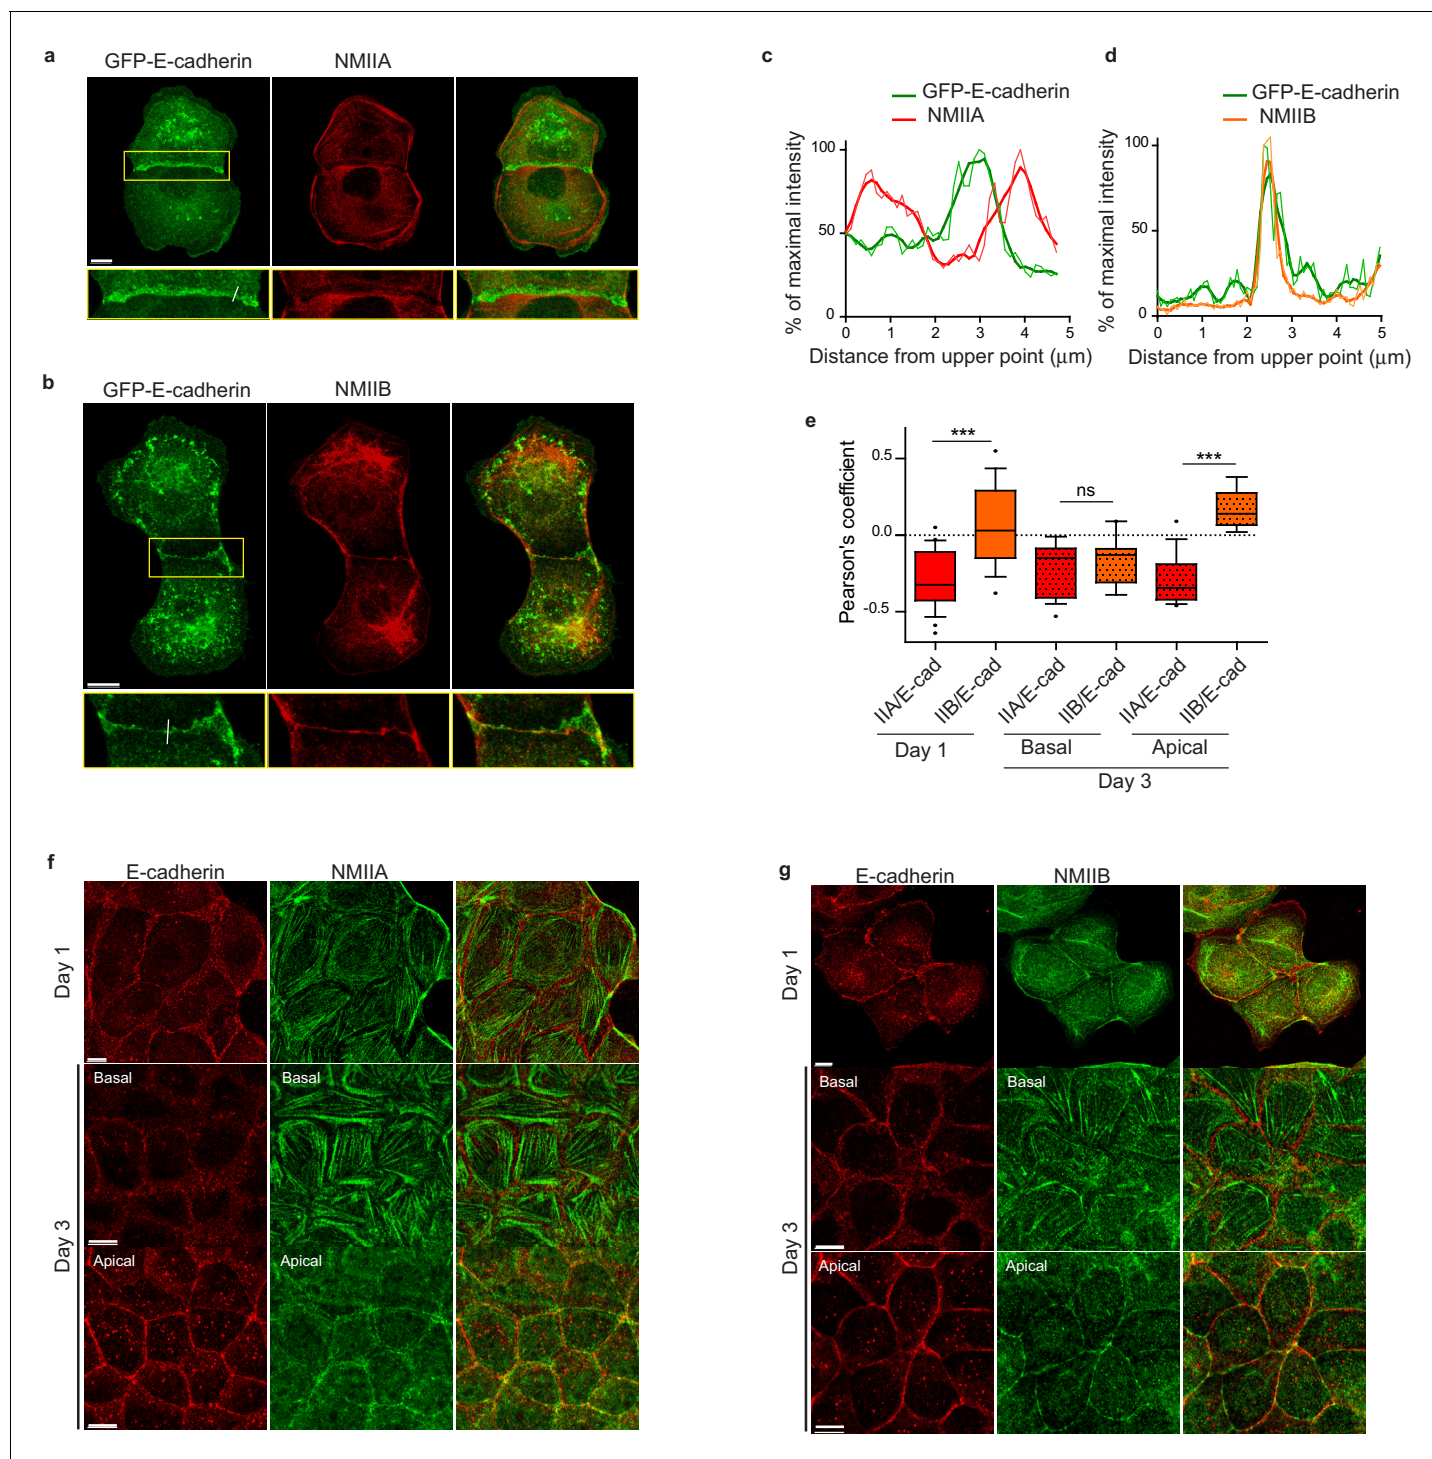 a
GFP-E-cadherin NMIIA
b
GFP-E-cadherin NMIIB
c
GFP-E-cadherin
NMIIA
% of maximal intensity
100
50
0
0 1 2 3 4 5
Distance from upper point (μm)
d
GFP-E-cadherin
NMIIB
% of maximal intensity
100
50
0
0 1 2 3 4 5
Distance from upper point (μm)
e
Pearson's coefficient
0.5
0.0
-0.5
*** ns ***
IIA/E-cad IIB/E-cad IIA/E-cad IIB/E-cad IIA/E-cad IIB/E-cad
Day 1 Basal Apical
Day 3
f
E-cadherin NMIIA
Day 1
Day 3
Basal Basal
Apical Apical
g
E-cadherin NMIIB
Day 1
Day 3
Basal Basal
Apical Apical